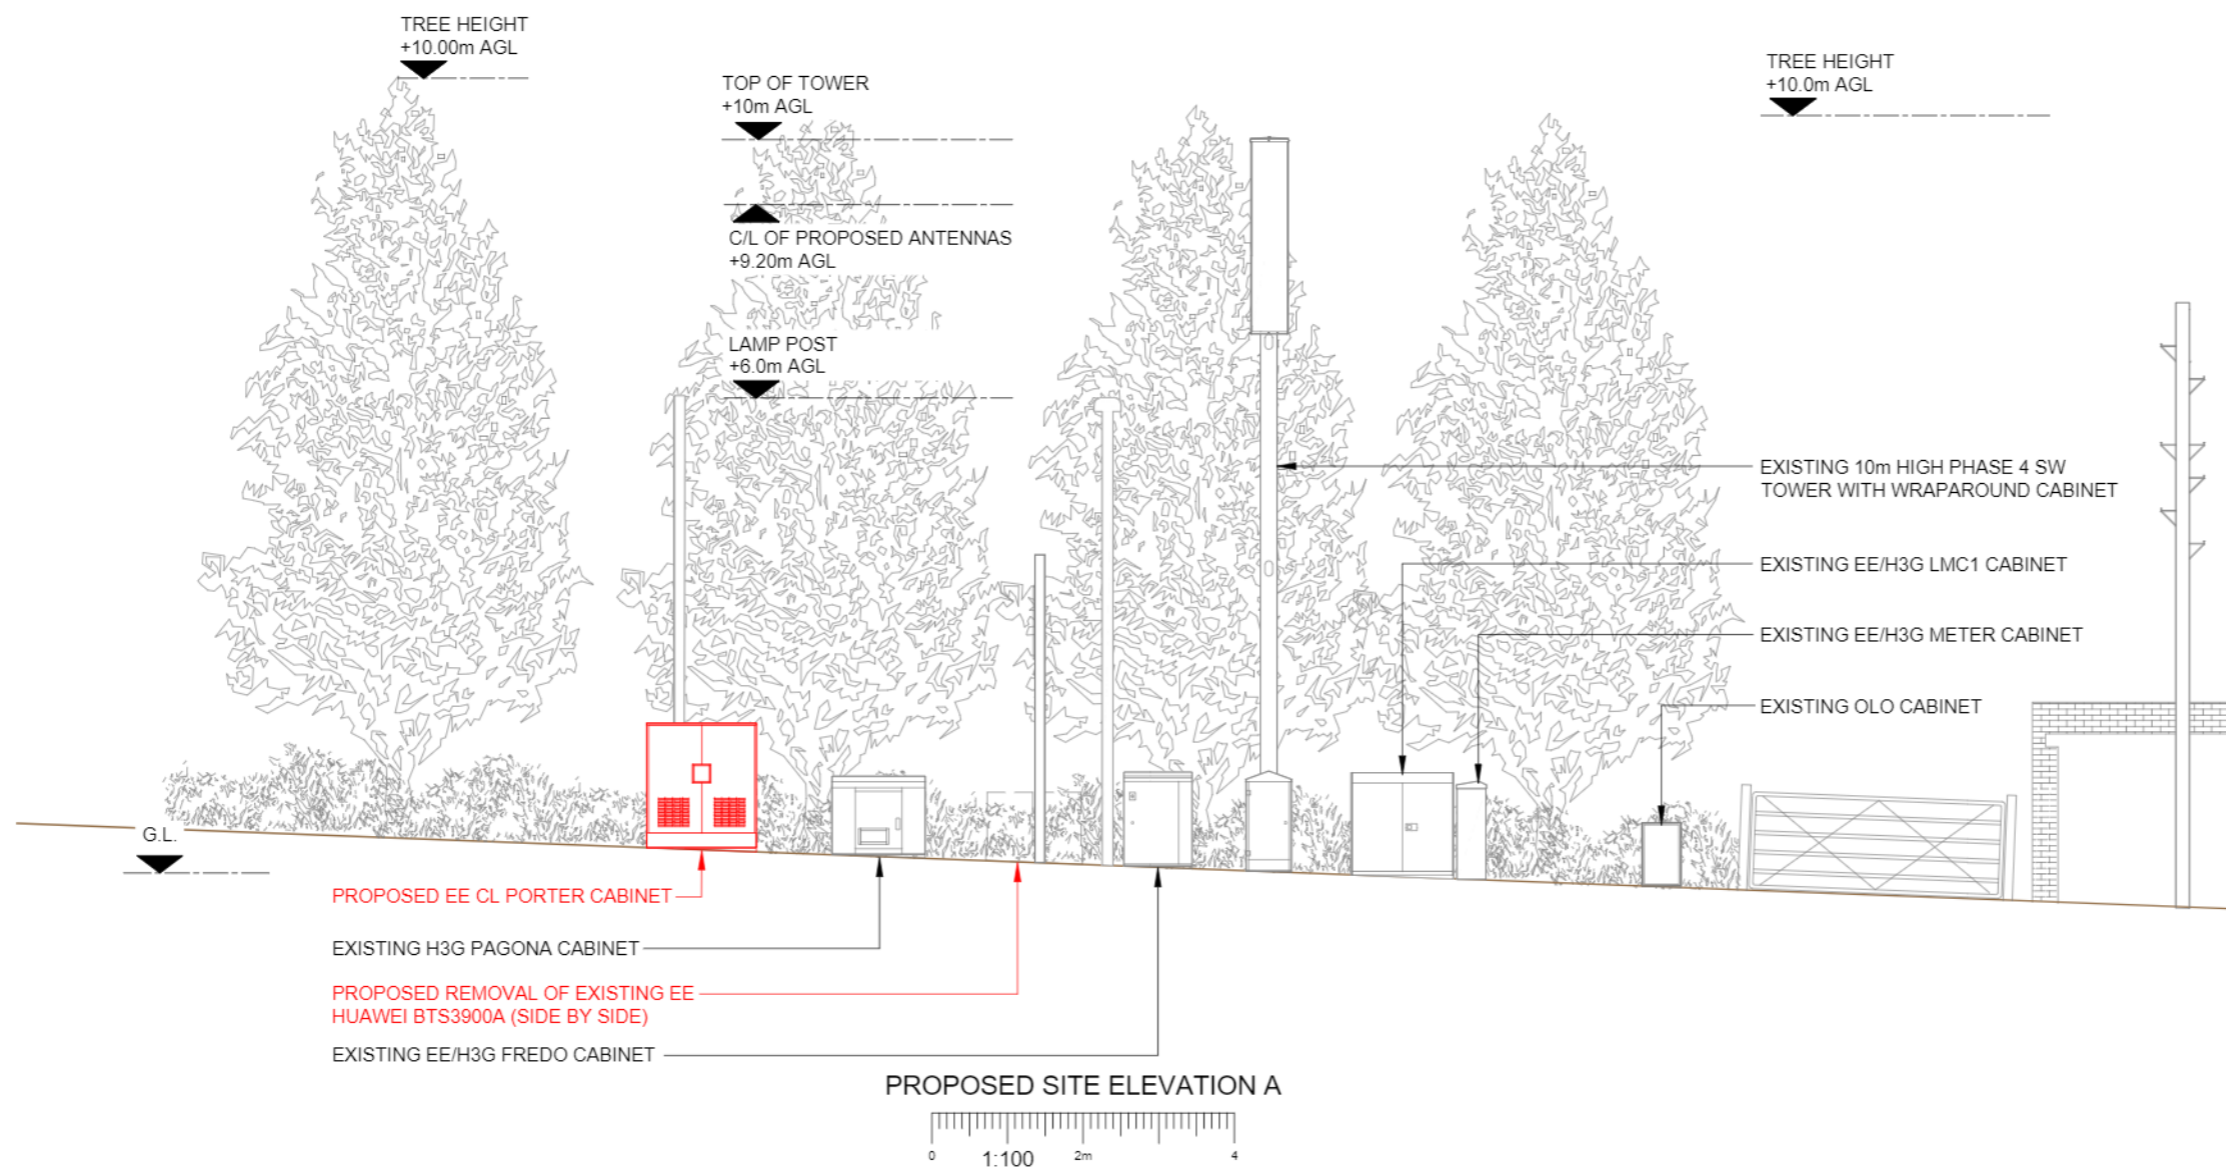 TREE HEIGHT
+10.00m AGL
TOP OF TOWER
+10m AGL
TREE HEIGHT
+10.0m AGL
C/L OF PROPOSED ANTENNAS
+9.20m AGL
LAMP POST
+6.0m AGL
EXISTING 10m HIGH PHASE 4 SW
TOWER WITH WRAPAROUND CABINET
EXISTING EE/H3G LMC1 CABINET
EXISTING EE/H3G METER CABINET
EXISTING OLO CABINET
G.L.
PROPOSED EE CL PORTER CABINET
EXISTING H3G PAGONA CABINET
PROPOSED REMOVAL OF EXISTING EE
HUAWEI BTS3900A (SIDE BY SIDE)
EXISTING EE/H3G FREDO CABINET
PROPOSED SITE ELEVATION A
0 1:100 2m 4